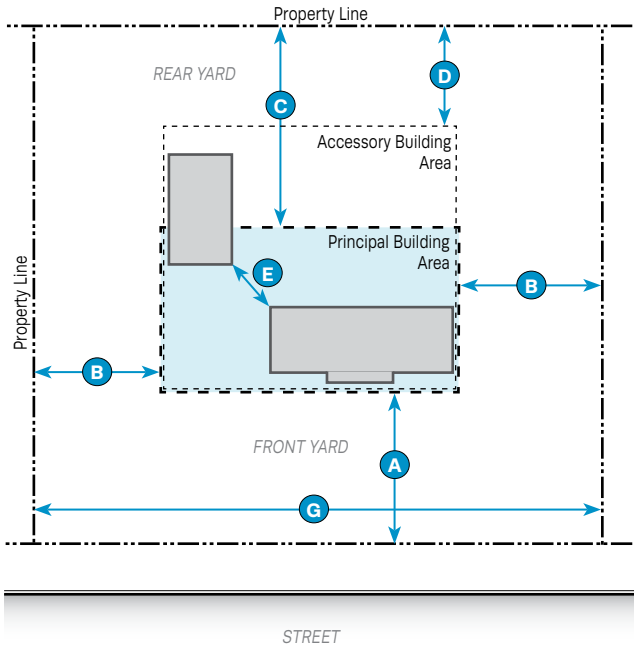 Property Line
REAR YARD
D
C
Accessory Building
Area
Principal Building
Area
E
Property Line
B
B
FRONT YARD
A
G
STREET